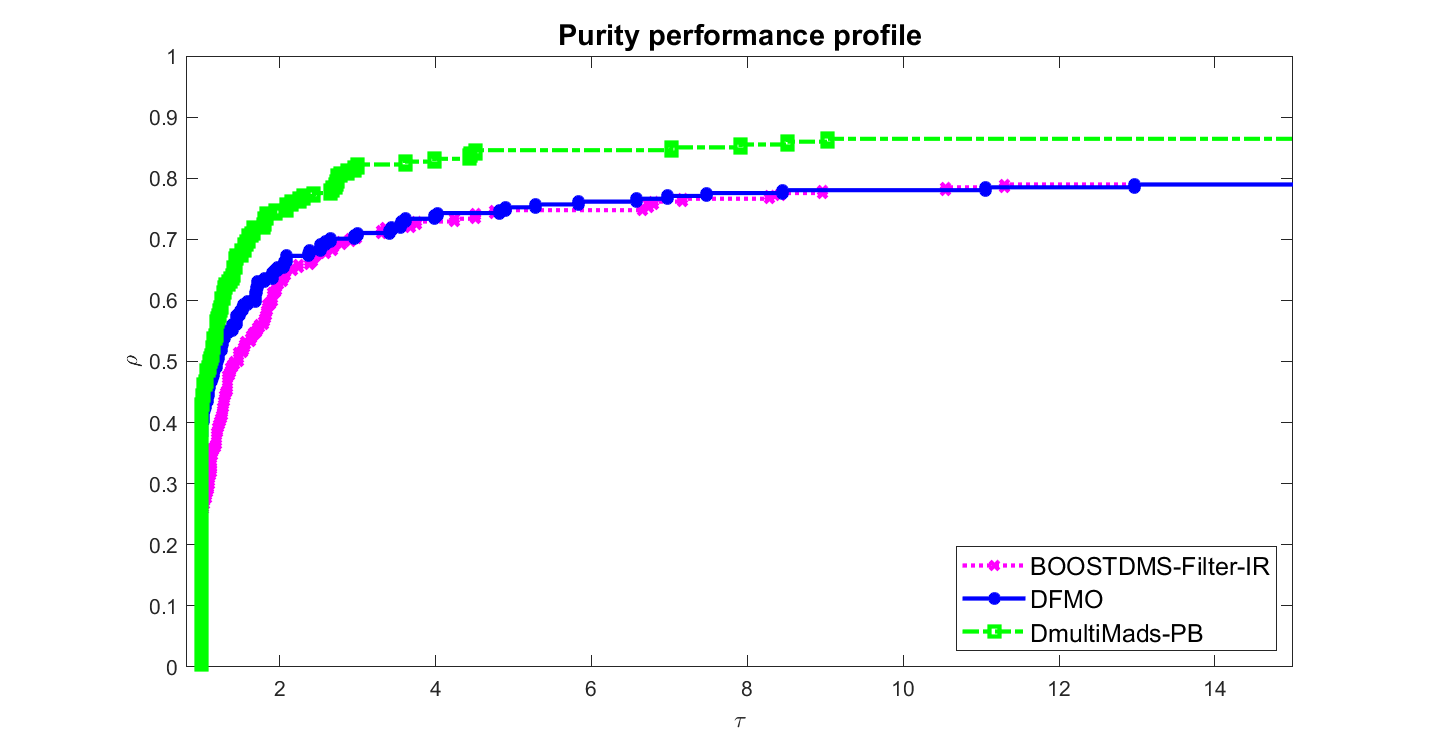 Purity performance profile
1
0.9
0.8
0.7
0.6
0.5
0.4
0.3
0.2
0.1
0
ρ
2 4 6 8 10 12 14
τ
BOOSTDMS-Filter-IR
DFMO
DmultiMads-PB